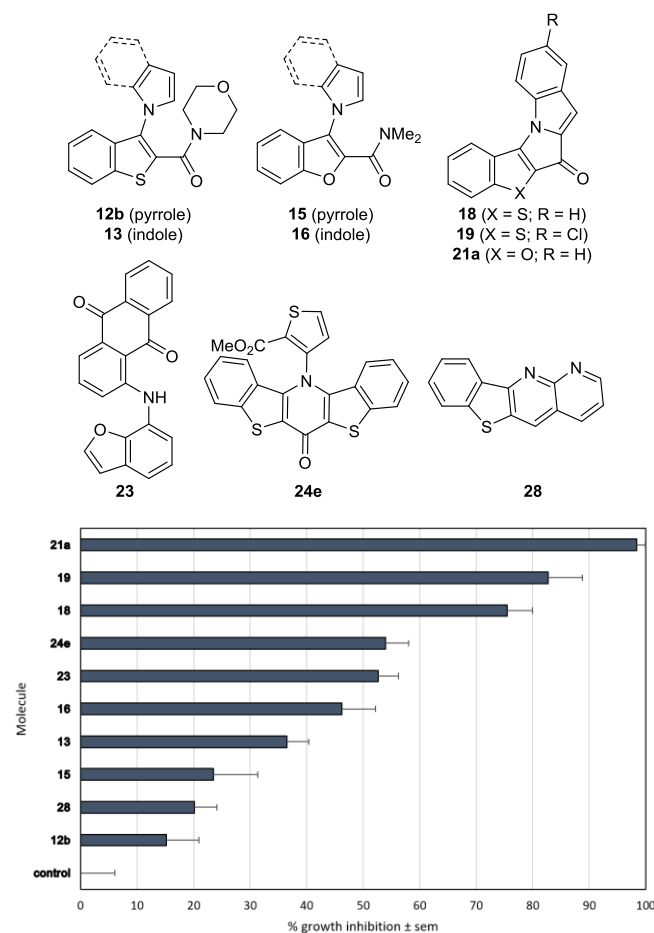 R
O
N
N
S
O
12b (pyrrole)
13 (indole)
N
NMe2
O
O
15 (pyrrole)
16 (indole)
N
X
O
18 (X = S; R = H)
19 (X = S; R = Cl)
21a (X = O; R = H)
O
O
NH
O
23
S
MeO2C
N
S
S
O
24e
N
N
S
28
Molecule
21a
19
18
24e
23
16
13
15
28
12b
control
0 10 20 30 40 50 60 70 80 90 100
% growth inhibition ± sem